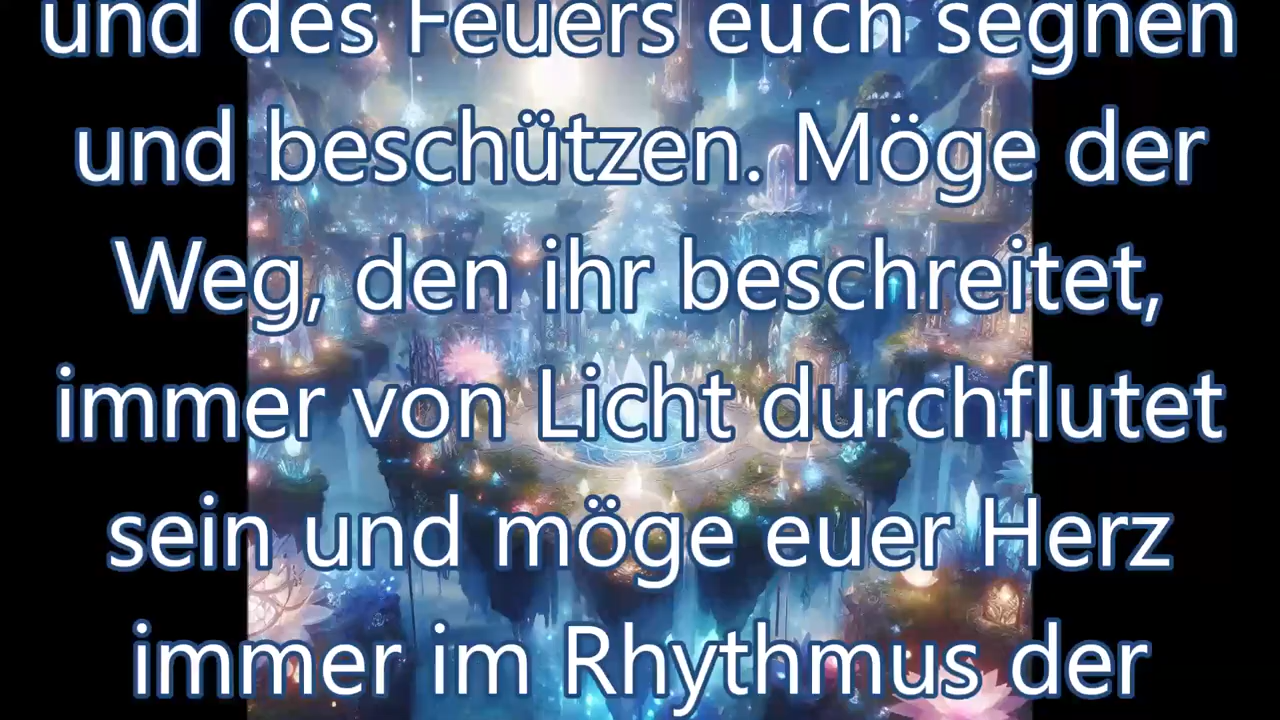 und des Feuers euch segnen
und beschützen. Möge der
Weg, den ihr beschreitet,
immer von Licht durchflutet
sein und möge euer Herz
immer im Rhythmus der